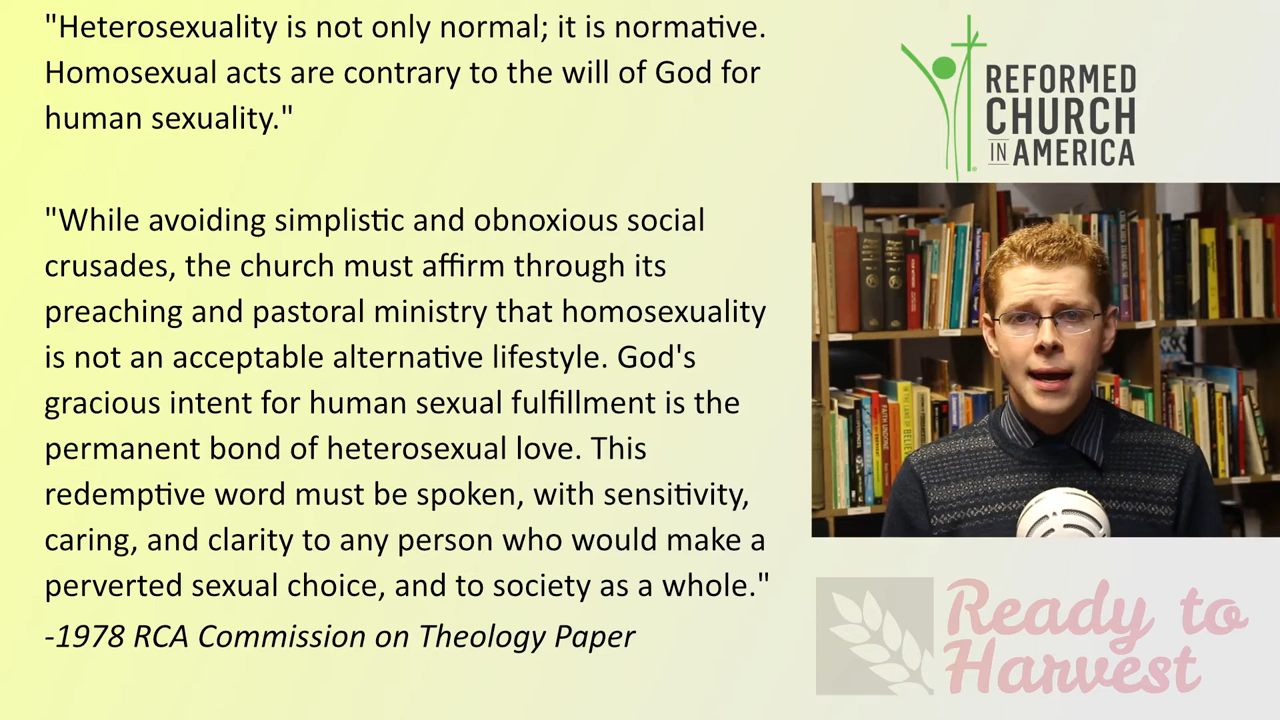 "Heterosexuality is not only normal; it is normative.
Homosexual acts are contrary to the will of God for
human sexuality."
"While avoiding simplistic and obnoxious social
crusades, the church must affirm through its
preaching and pastoral ministry that homosexuality
is not an acceptable alternative lifestyle. God's
gracious intent for human sexual fulfillment is the
permanent bond of heterosexual love. This
redemptive word must be spoken, with sensitivity,
caring, and clarity to any person who would make a
perverted sexual choice, and to society as a whole."
-1978 RCA Commission on Theology Paper
REFORMED
CHURCH
IN AMERICA
Ready to
Harvest